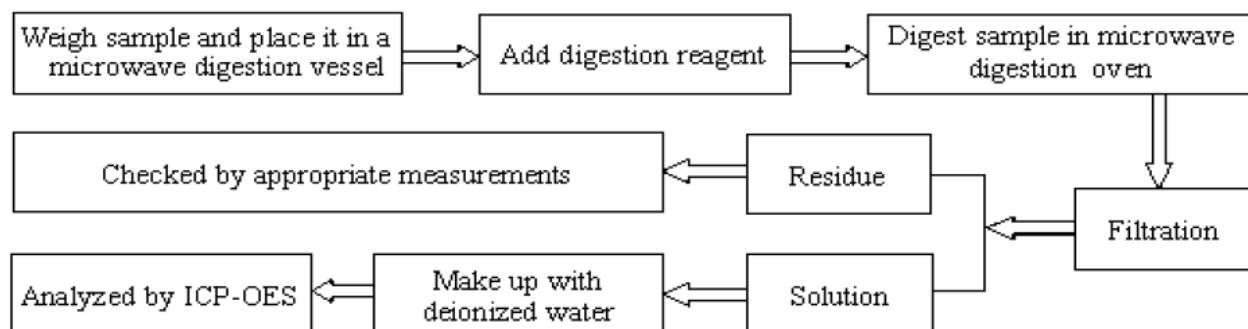 Weigh sample and place it in a
microwave digestion vessel
Add digestion reagent
Digest sample in microwave
digestion oven
Filtration
Residue
Checked by appropriate measurements
Solution
Make up with
deionized water
Analyzed by ICP-OES